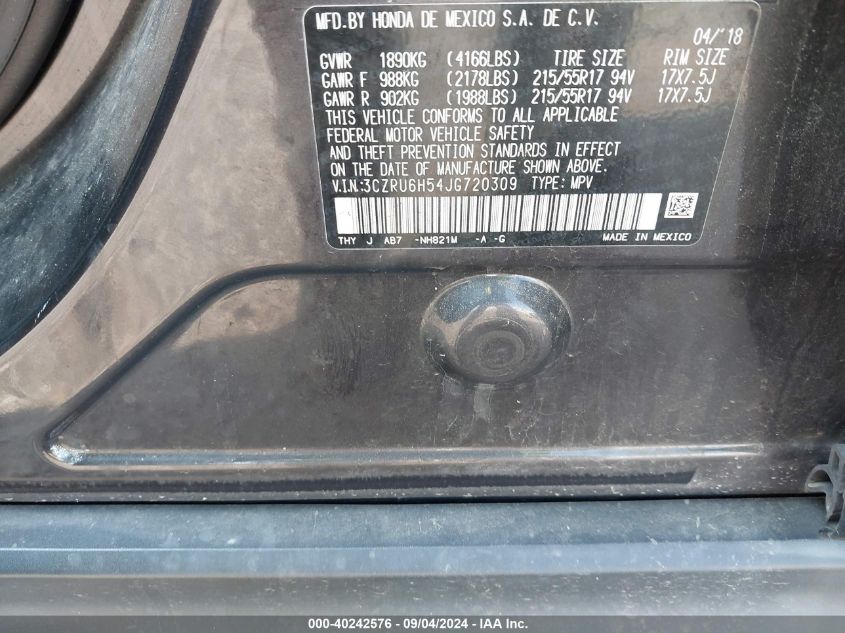 MFD.BY HONDA DE MEXICO S.A. DE C.V.
04/'18
GVWR 1890KG (4166LBS) TIRE SIZE RIM SIZE
GAWR F 988KG (2178LBS) 215/55R17 94V 17X7.5J
GAWR R 902KG (1988LBS) 215/55R17 94V 17X7.5J
THIS VEHICLE CONFORMS TO ALL APPLICABLE
FEDERAL MOTOR VEHICLE SAFETY
AND THEFT PREVENTION STANDARDS IN EFFECT
ON THE DATE OF MANUFACTURE SHOWN ABOVE.
V.I.N:3CZRU6H54JG720309 TYPE: MPV
THY J AB7 -NH821M -A -G MADE IN MEXICO
000-40242576 - 09/04/2024 - IAA Inc.